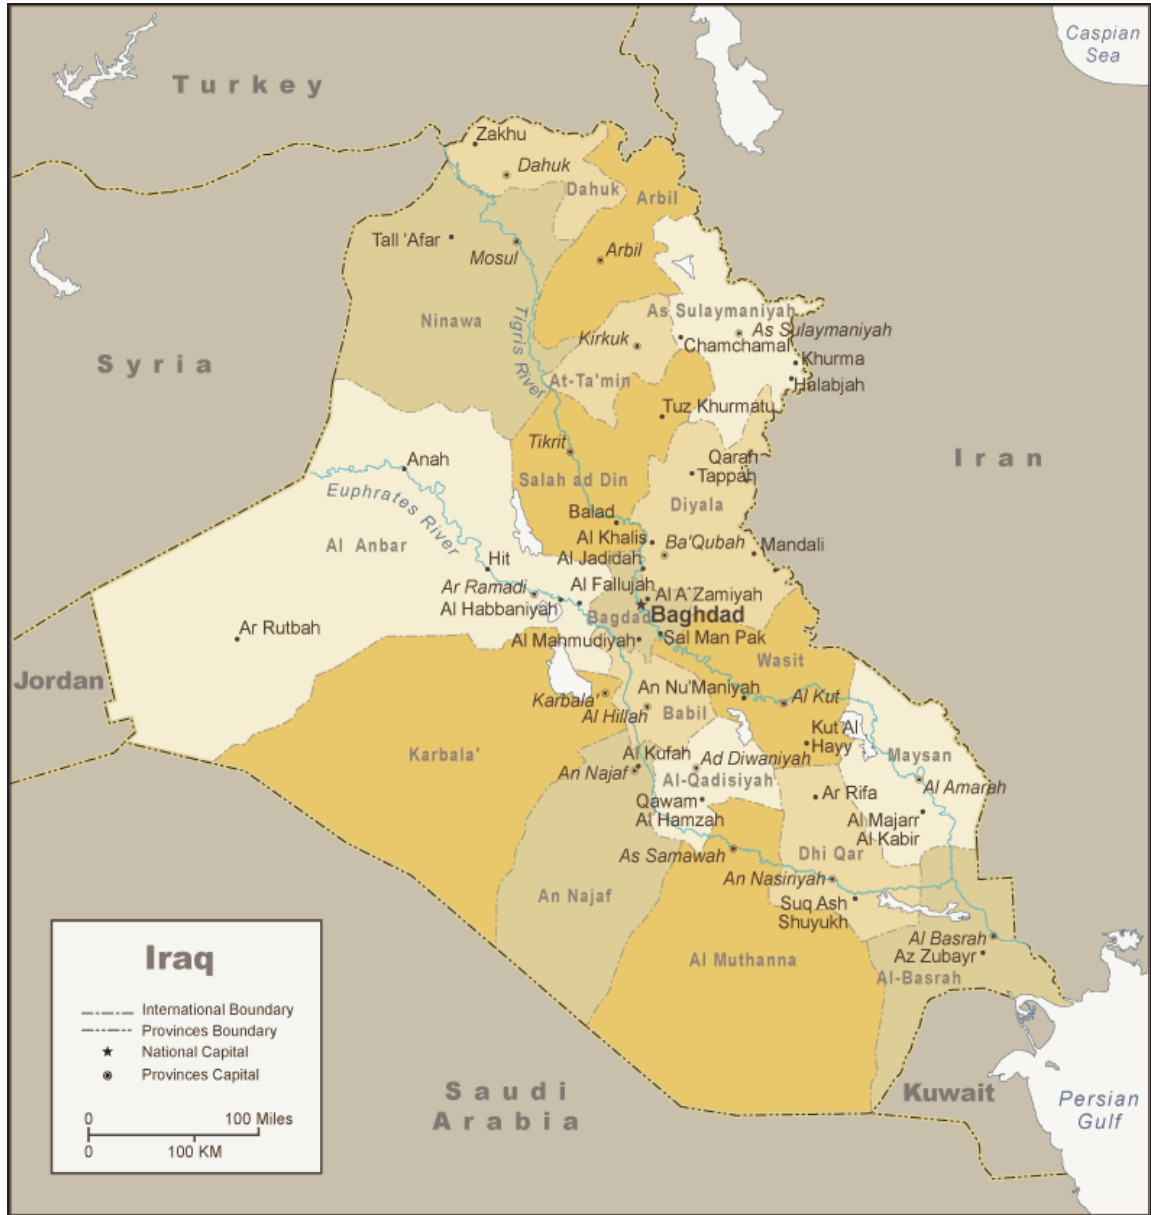 Caspian
Sea
Turkey
Zakhu
Dahuk
Dahuk
Arbil
Tall 'Afar
Mosul
Arbil
Ninawa
Tigris River
As Sulaymaniyah
As Sulaymaniyah
Kirkuk
Chamchamal
Khurma
Syria
At-Ta'min
Halabjah
Tuz Khurmatu
Tikrit
Iran
Anah
Qarah
Tappah
Euphrates River
Salah ad Din
Diyala
Balad
Al Anbar
Al Khalis
Ba'Qubah
Mandali
Hit
Al Jadidah
Ar Ramadi
Al Fallujah
Al A`Zamiyah
Al Habbaniyah
Bagdad
Baghdad
Ar Rutbah
Al Mahmudiyah
Sal Man Pak
Wasit
Jordan
Karbala'
An Nu'Maniyah
Al Kut
Al Hillah
Babil
Kut Al
Hayy
Karbala'
Al Kufah
Ad Diwaniyah
Maysan
An Najaf
Al-Qadisiyah
Al Amarah
Qawam
Al Hamzah
Ar Rifa
Al Majarr
Al Kabir
As Samawah
Dhi Qar
An Nasiriyah
An Najaf
Suq Ash
Shuyukh
Al Basrah
Az Zubayr
Al Muthanna
Al-Basrah
Iraq
International Boundary
Provinces Boundary
National Capital
Provinces Capital
0 100 Miles
0 100 KM
Saudi
Arabia
Kuwait
Persian
Gulf